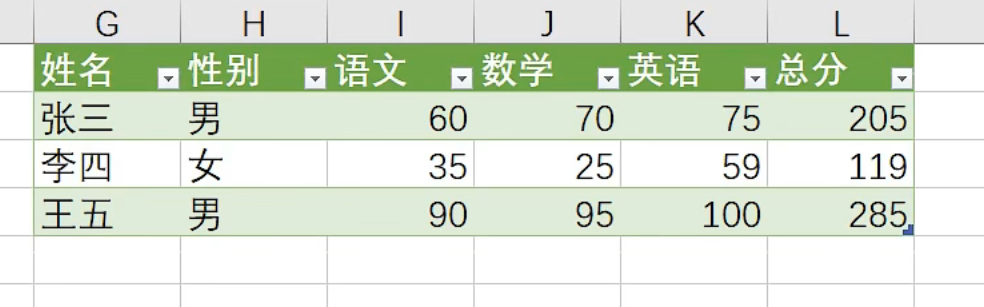 G H I J K L
姓名 性别 语文 数学 英语 总分
张三 男 60 70 75 205
李四 女 35 25 59 119
王五 男 90 95 100 285